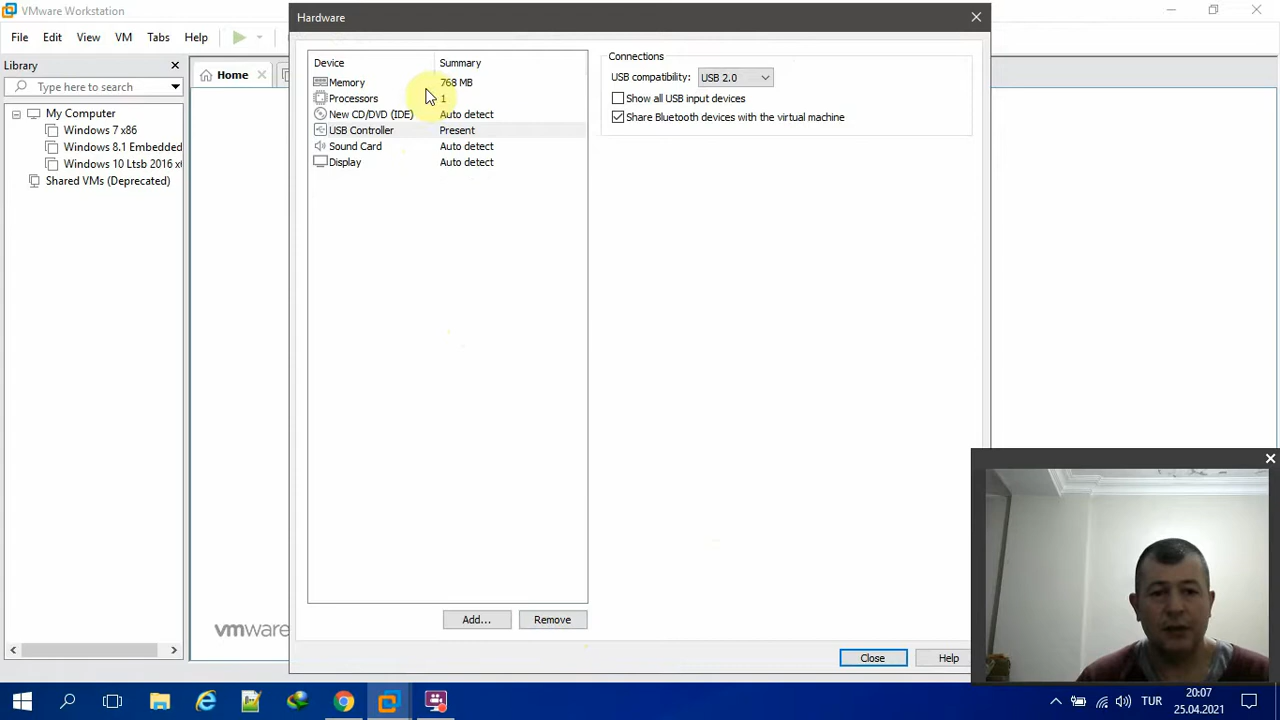 VMware Workstation
File Edit View VM Tabs Help
Library
Type here to search
My Computer
Windows 7 x86
Windows 8.1 Embedded
Windows 10 Ltsb 2016 x
Shared VMs (Deprecated)
Home
vmware
Hardware
Device Summary
Memory 768 MB
Processors 1
New CD/DVD (IDE) Auto detect
USB Controller Present
Sound Card Auto detect
Display Auto detect
Add... Remove
Connections
USB compatibility: USB 2.0
Show all USB input devices
Share Bluetooth devices with the virtual machine
Close Help
TUR
20:07
25.04.2021